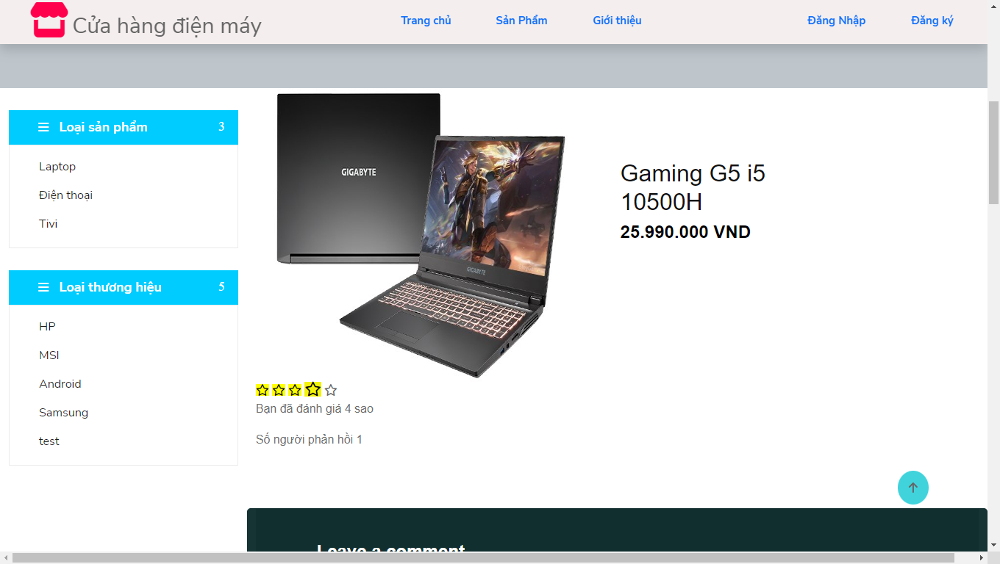 Cửa hàng điện máy
Trang chủ
Sản Phẩm
Giới thiệu
Đăng Nhập
Đăng ký
Loại sản phẩm 3
Laptop
Điện thoại
Tivi
Loại thương hiệu 5
HP
MSI
Android
Samsung
test
GIGABYTE
GIGABYTE
Gaming G5 i5
10500H
25.990.000 VND
Bạn đã đánh giá 4 sao
Số người phản hồi 1
Leave a comment